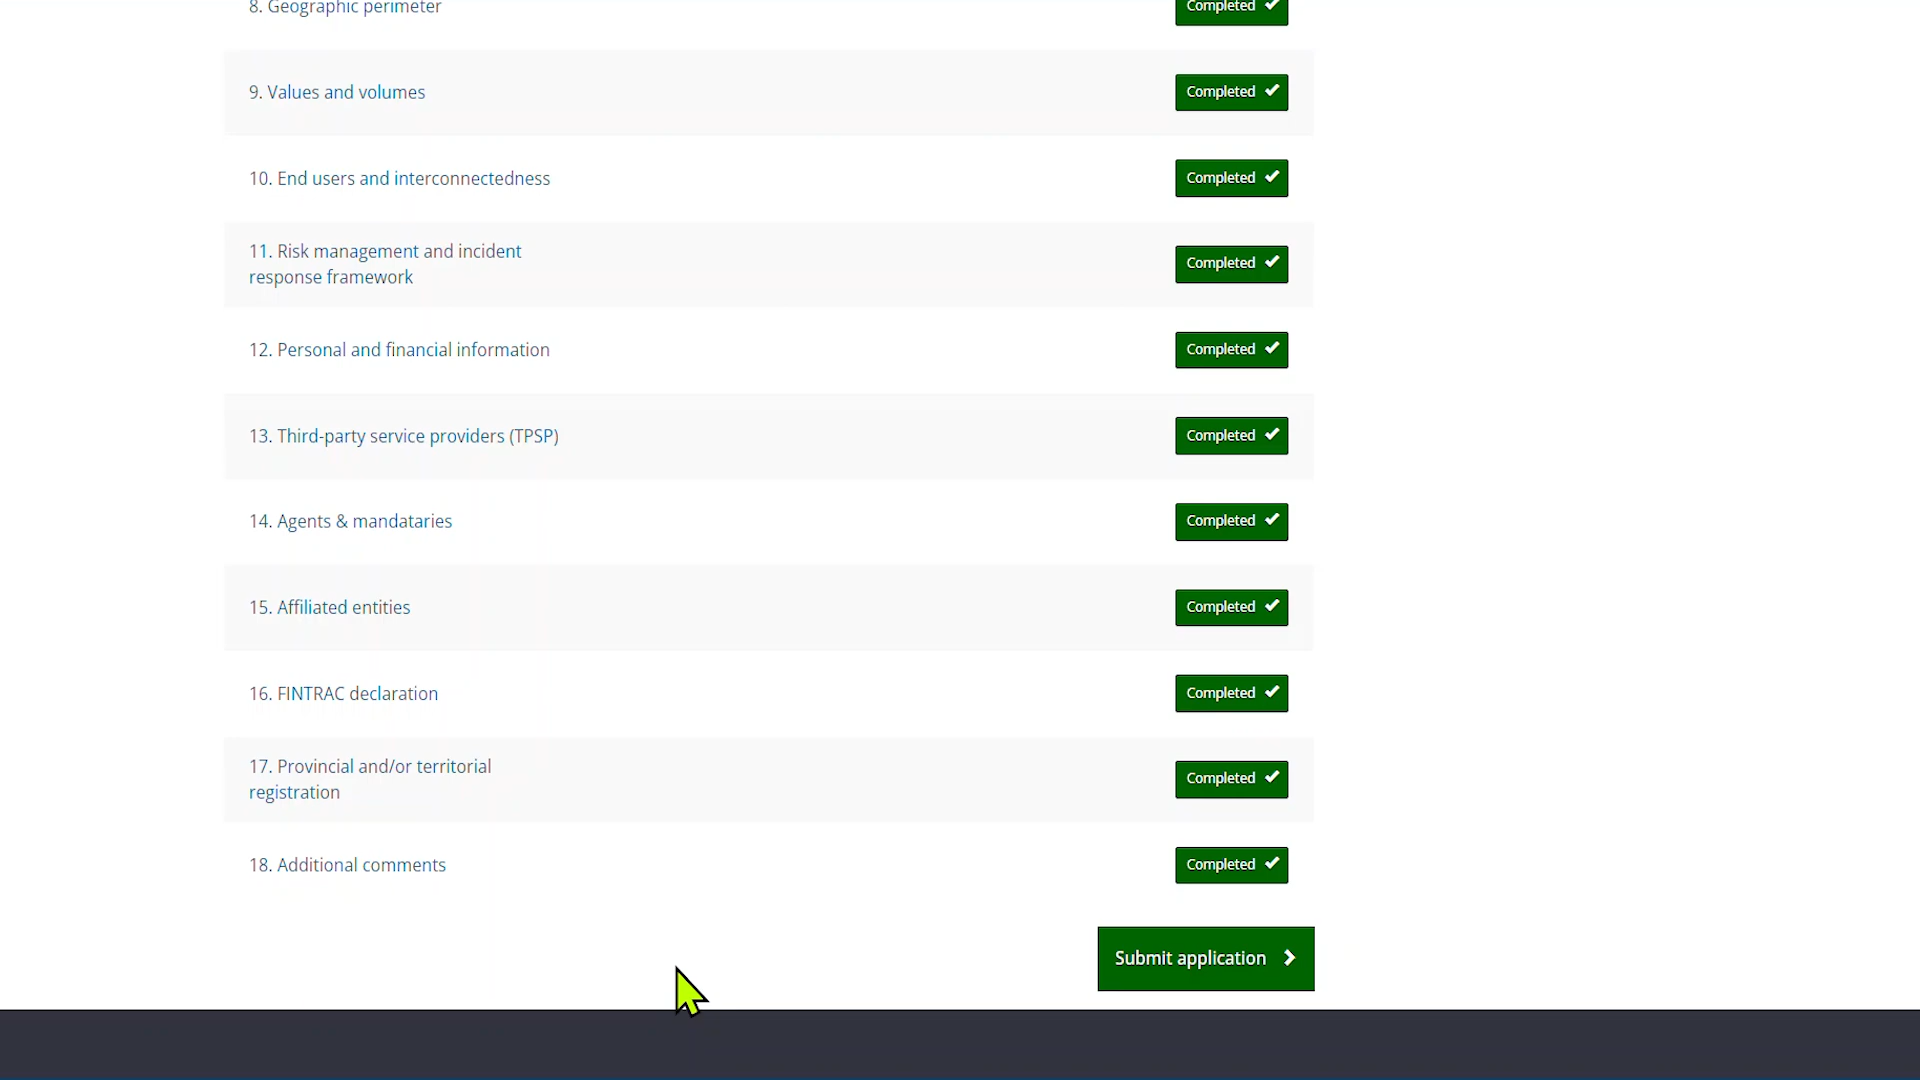 8. Geographic perimeter
Completed
9. Values and volumes
Completed
10. End users and interconnectedness
Completed
11. Risk management and incident
response framework
Completed
12. Personal and financial information
Completed
13. Third-party service providers (TPSP)
Completed
14. Agents & mandataries
Completed
15. Affiliated entities
Completed
16. FINTRAC declaration
Completed
17. Provincial and/or territorial
registration
Completed
18. Additional comments
Completed
Submit application